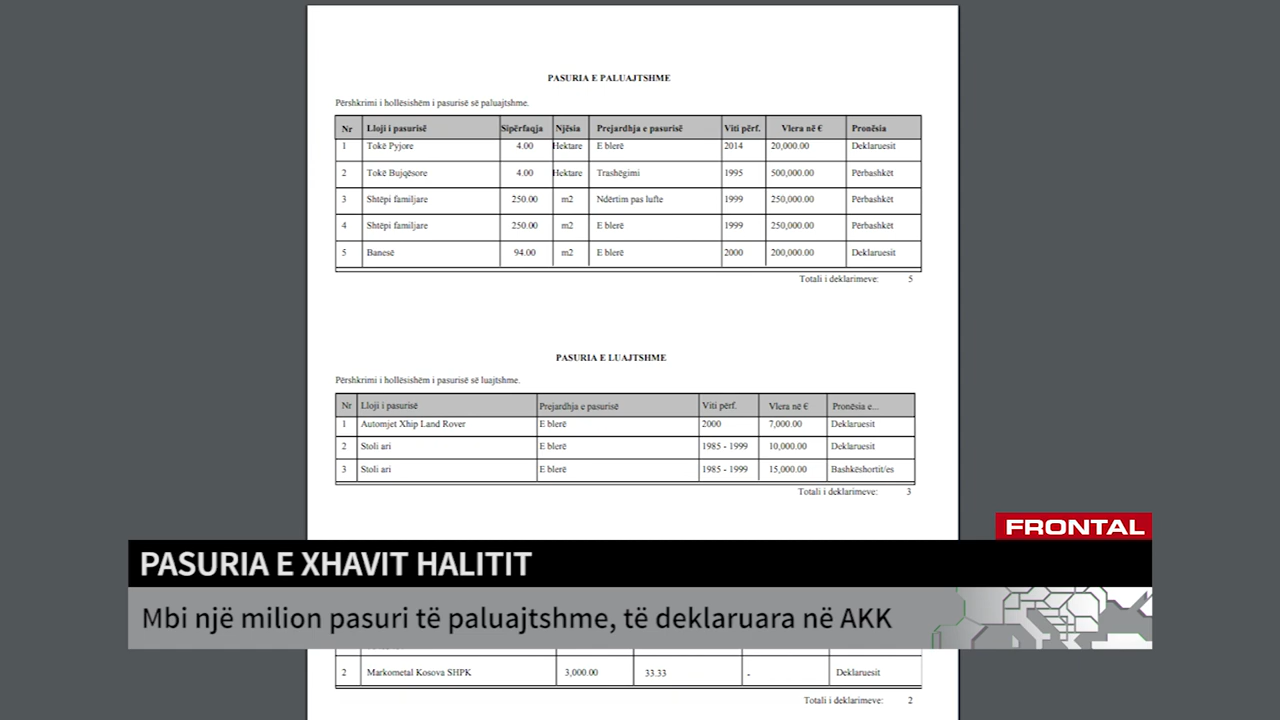 PASURIA E PALUAJTSHME
Përshkrimi i hollësishëm i pasurisë së paluajtshme.
Nr Lloji i pasurisë Sipërfaqja Njësia Prejardhja e pasurisë Viti përf. Vlera në € Pronësia
1 Tokë Pyjore 4.00 Hektare E blerë 2014 20,000.00 Deklaruesit
2 Tokë Bujqësore 4.00 Hektare Trashëgimi 1995 500,000.00 Përbashkët
3 Shtëpi familjare 250.00 m2 Ndërtim pas lufte 1999 250,000.00 Përbashkët
4 Shtëpi familjare 250.00 m2 E blerë 1999 250,000.00 Përbashkët
5 Banesë 94.00 m2 E blerë 2000 200,000.00 Deklaruesit
Totali i deklarimeve: 5
PASURIA E LUAJTSHME
Përshkrimi i hollësishëm i pasurisë së luajtshme.
Nr Lloji i pasurisë Prejardhja e pasurisë Viti përf. Vlera në € Pronësia e...
1 Automjet Xhip Land Rover E blerë 2000 7,000.00 Deklaruesit
2 Stoli ari E blerë 1985 - 1999 10,000.00 Deklaruesit
3 Stoli ari E blerë 1985 - 1999 15,000.00 Bashkëshortit/es
Totali i deklarimeve: 3
FRONTAL
PASURIA E XHAVIT HALITIT
Mbi një milion pasuri të paluajtshme, të deklaruara në AKK
2 Markometal Kosova SHPK 3,000.00 33.33 - Deklaruesit
Totali i deklarimeve: 2